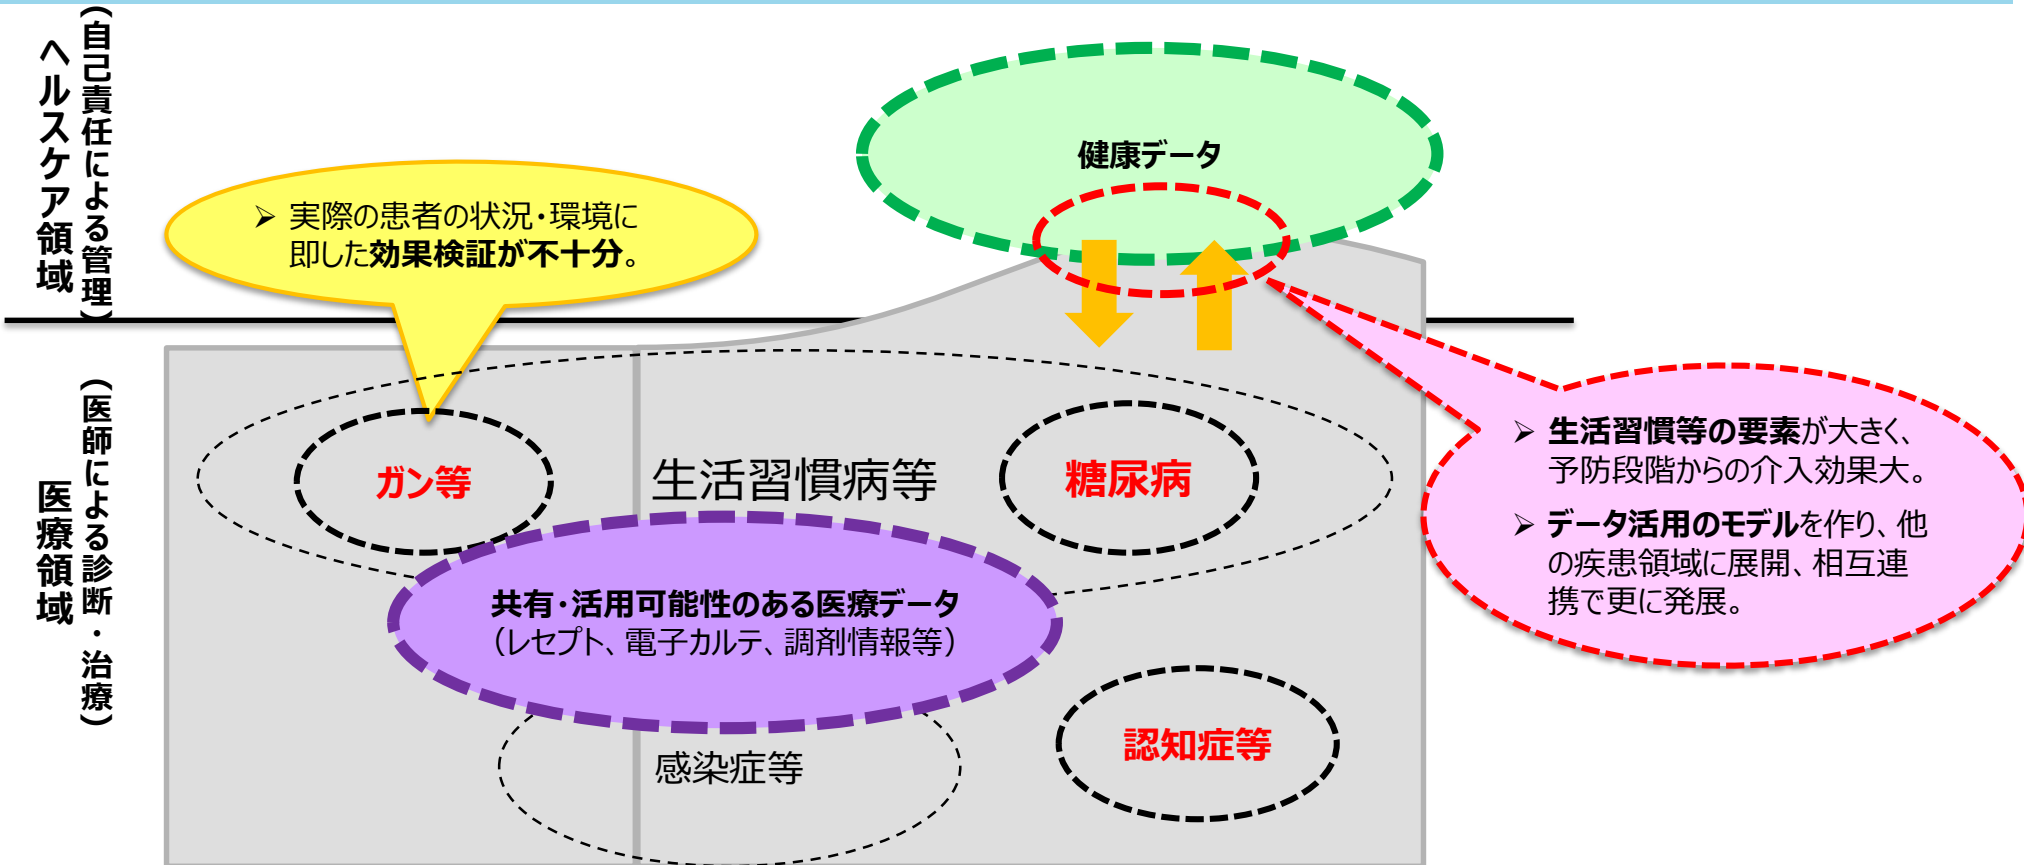 ヘルスケア領域
（自己責任による管理）
健康データ
➢ 実際の患者の状況・環境に
即した効果検証が不十分。
医療領域
（医師による診断・治療）
ガン等
生活習慣病等
糖尿病
➢ 生活習慣等の要素が大きく、
予防段階からの介入効果大。
➢ データ活用のモデルを作り、他
の疾患領域に展開、相互連
携で更に発展。
共有・活用可能性のある医療データ
（レセプト、電子カルテ、調剤情報等）
認知症等
感染症等